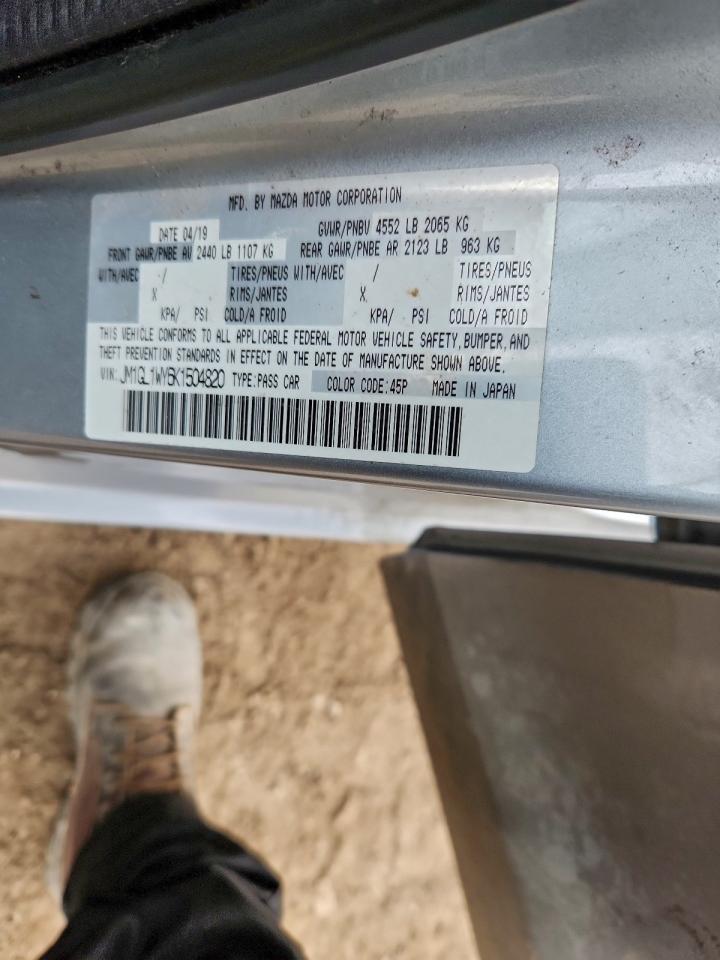 MFD. BY MAZDA MOTOR CORPORATION
DATE 04/19 GVWR/PNBV 4552 LB 2065 KG
FRONT GAWR/PNBE AV 2440 LB 1107 KG REAR GAWR/PNBE AR 2123 LB 963 KG
WITH/AVEC / TIRES/PNEUS WITH/AVEC / TIRES/PNEUS
X RIMS/JANTES X RIMS/JANTES
KPA/ PSI COLD/A FROID KPA/ PSI COLD/A FROID
THIS VEHICLE CONFORMS TO ALL APPLICABLE FEDERAL MOTOR VEHICLE SAFETY, BUMPER, AND
THEFT PREVENTION STANDARDS IN EFFECT ON THE DATE OF MANUFACTURE SHOWN ABOVE.
VIN: JM1GL1WY6K1504820 TYPE:PASS CAR COLOR CODE:45P MADE IN JAPAN